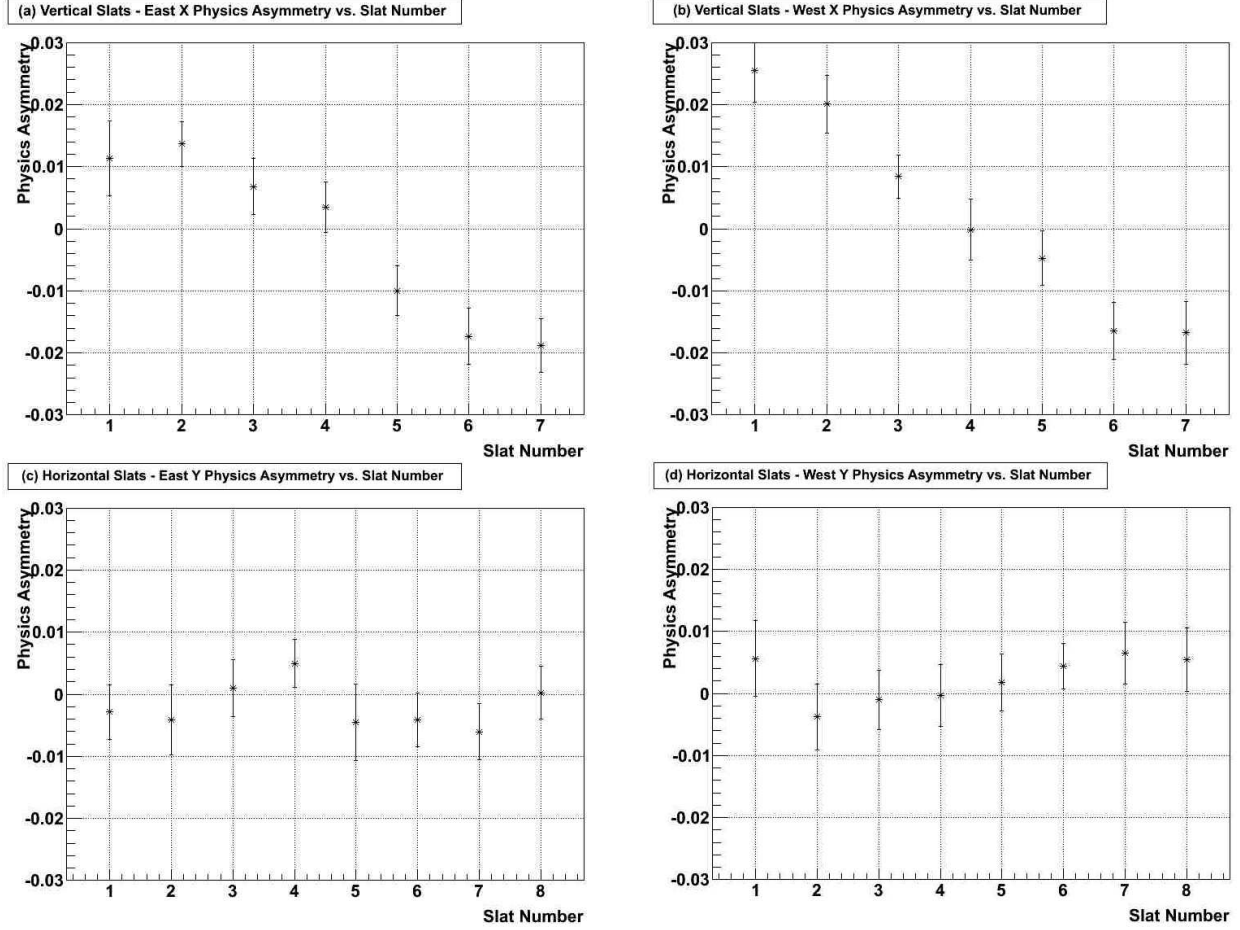 (a) Vertical Slats - East X Physics Asymmetry vs. Slat Number
Physics Asymmetry
0.03
0.02
0.01
0
-0.01
-0.02
-0.03
1 2 3 4 5 6 7
Slat Number
(b) Vertical Slats - West X Physics Asymmetry vs. Slat Number
Physics Asymmetry
0.03
0.02
0.01
0
-0.01
-0.02
-0.03
1 2 3 4 5 6 7
Slat Number
(c) Horizontal Slats - East Y Physics Asymmetry vs. Slat Number
Physics Asymmetry
0.03
0.02
0.01
0
-0.01
-0.02
-0.03
1 2 3 4 5 6 7 8
Slat Number
(d) Horizontal Slats - West Y Physics Asymmetry vs. Slat Number
Physics Asymmetry
0.03
0.02
0.01
0
-0.01
-0.02
-0.03
1 2 3 4 5 6 7 8
Slat Number